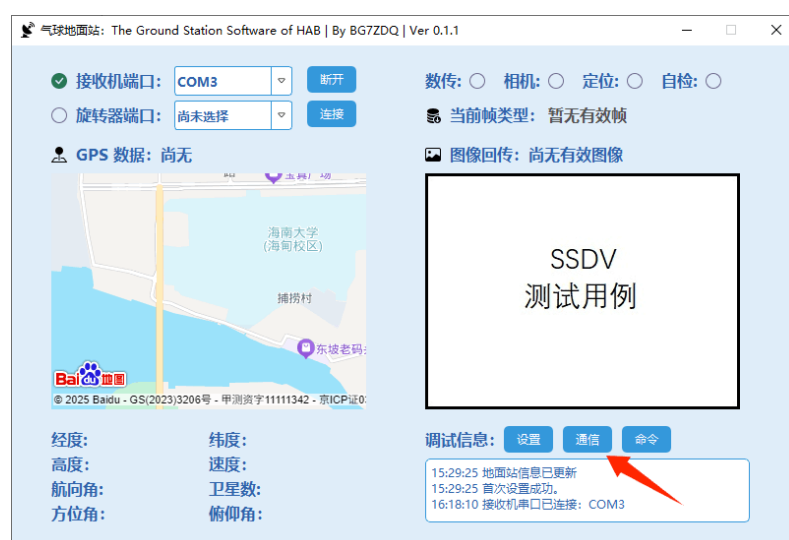 气球地面站: The Ground Station Software of HAB | By BG7ZDQ | Ver 0.1.1
接收机端口: COM3 断开
旋转器端口: 尚未选择 连接
GPS 数据: 尚无
海南大学
(海甸校区)
捕捞村
东坡老码
Bai du 地图
© 2025 Baidu - GS(2023)3206号 - 甲测资字11111342 - 京ICP证0
经度: 纬度:
高度: 速度:
航向角: 卫星数:
方位角: 俯仰角:
数传: 相机: 定位: 自检:
当前帧类型: 暂无有效帧
图像回传: 尚无有效图像
SSDV
测试用例
调试信息: 设置 通信 命令
15:29:25 地面站信息已更新
15:29:25 首次设置成功。
16:18:10 接收机串口已连接: COM3